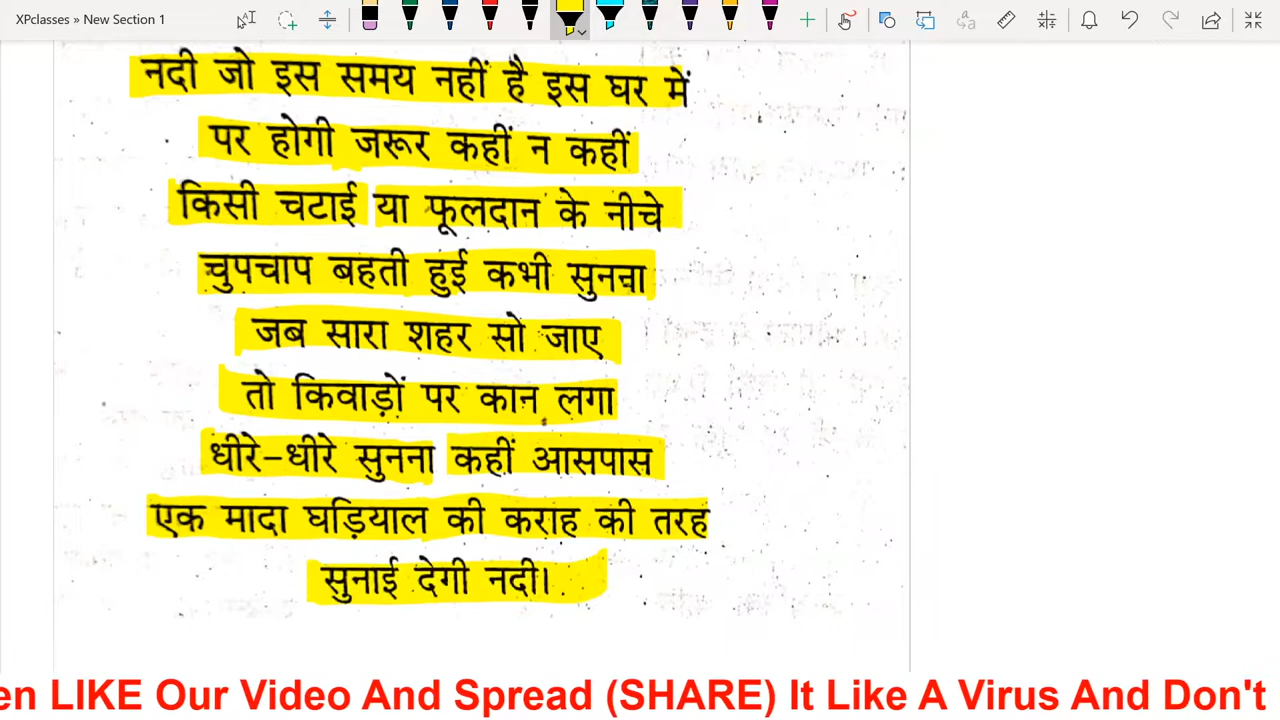 XPclasses » New Section 1
नदी जो इस समय नहीं है इस घर में
पर होगी जरूर कहीं न कहीं
किसी चटाई या फूलदान के नीचे
चुपचाप बहती हुई कभी सुनना
जब सारा शहर सो जाए
तो किवाड़ों पर कान लगा
धीरे-धीरे सुनना कहीं आसपास
एक मादा घड़ियाल की कराह की तरह
सुनाई देगी नदी।
en LIKE Our Video And Spread (SHARE) It Like A Virus And Don't